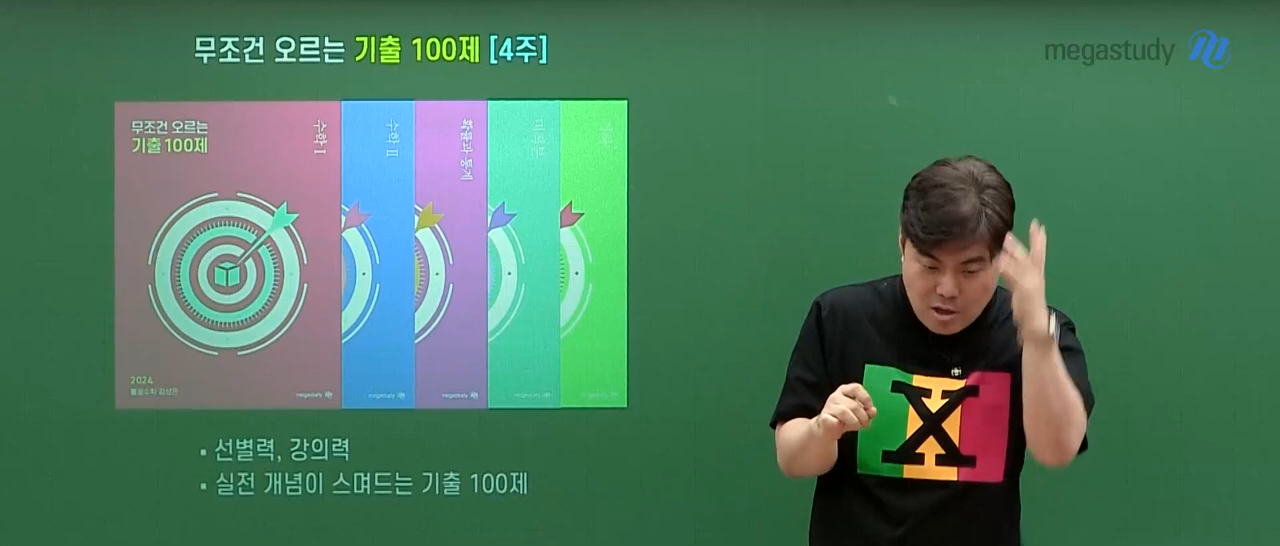 무조건 오르는 기출 100제 [4주]
megastudy
무조건 오르는
기출 100제
수학 I
수학 II
확률과 통계
미적분
기하
2024
megastudy
megastudy
megastudy
megastudy
X
▪ 선별력, 강의력
▪ 실전 개념이 스며드는 기출 100제